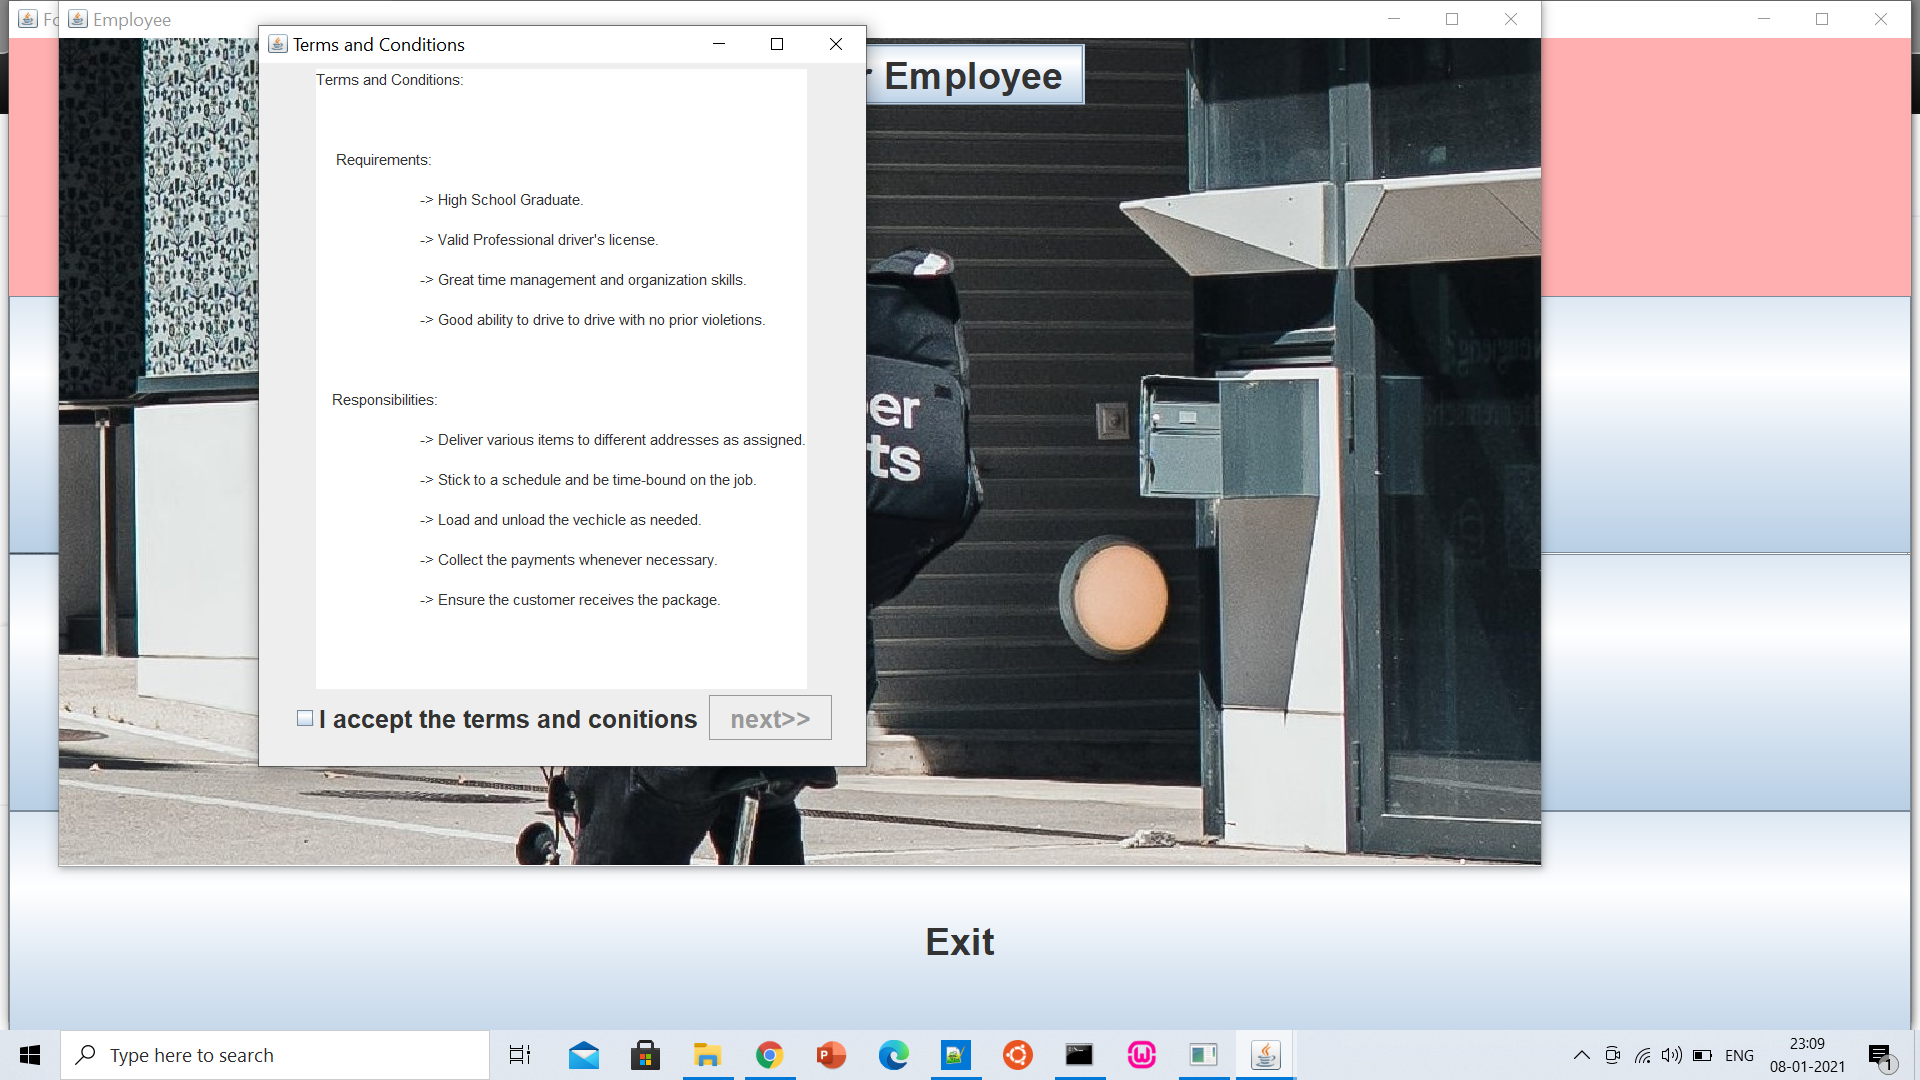 Fo
Employee
Terms and Conditions
Employee
Terms and Conditions:
Requirements:
-> High School Graduate.
-> Valid Professional driver's license.
-> Great time management and organization skills.
-> Good ability to drive to drive with no prior violetions.
Responsibilities:
-> Deliver various items to different addresses as assigned.
-> Stick to a schedule and be time-bound on the job.
-> Load and unload the vechicle as needed.
-> Collect the payments whenever necessary.
-> Ensure the customer receives the package.
I accept the terms and conitions
next>>
er
ts
Exit
Type here to search
ENG
23:09
08-01-2021
1